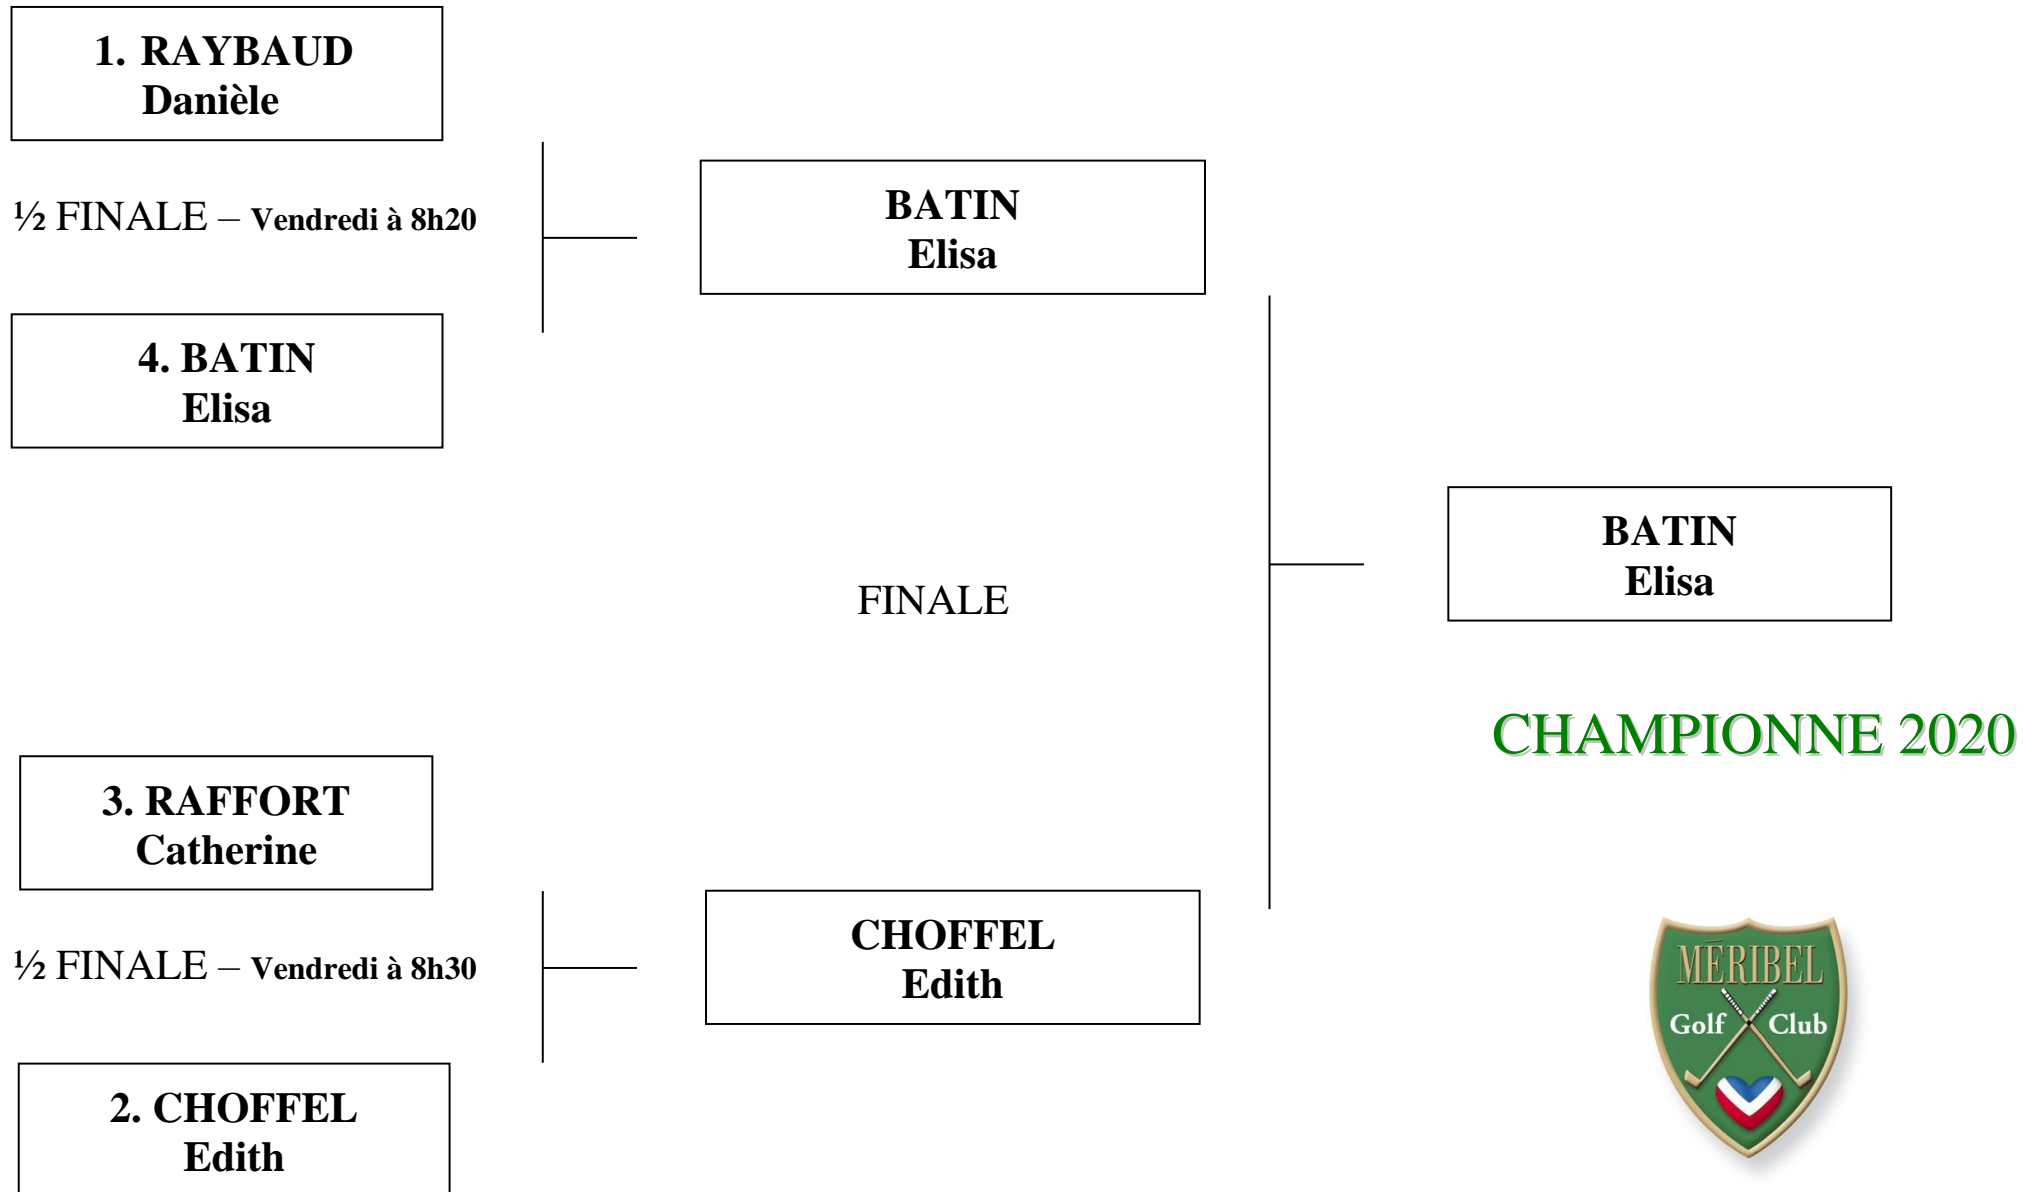 1. RAYBAUD
Danièle
½ FINALE – Vendredi à 8h20
4. BATIN
Elisa
BATIN
Elisa
FINALE
BATIN
Elisa
CHAMPIONNE 2020
3. RAFFORT
Catherine
½ FINALE – Vendredi à 8h30
2. CHOFFEL
Edith
CHOFFEL
Edith
MÉRIBEL
Golf Club